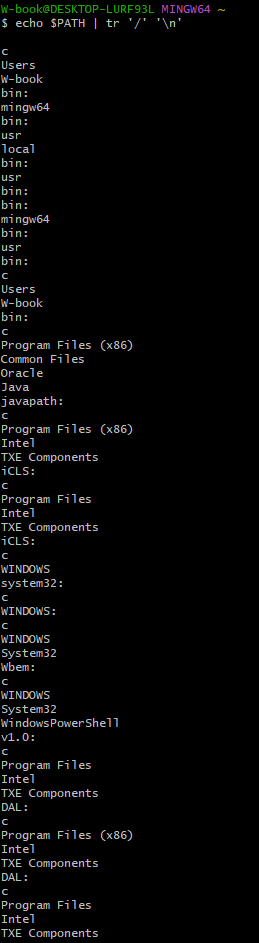 W-book@DESKTOP-LURF93L MINGW64 ~
$ echo $PATH | tr '/' '\n'

c
Users
W-book
bin:
mingw64
bin:
usr
local
bin:
usr
bin:
bin:
mingw64
bin:
usr
bin:
c
Users
W-book
bin:
c
Program Files (x86)
Common Files
Oracle
Java
javapath:
c
Program Files (x86)
Intel
TXE Components
iCLS:
c
Program Files
Intel
TXE Components
iCLS:
c
WINDOWS
system32:
c
WINDOWS:
c
WINDOWS
System32
Wbem:
c
WINDOWS
System32
WindowsPowerShell
v1.0:
c
Program Files
Intel
TXE Components
DAL:
c
Program Files (x86)
Intel
TXE Components
DAL:
c
Program Files
Intel
TXE Components